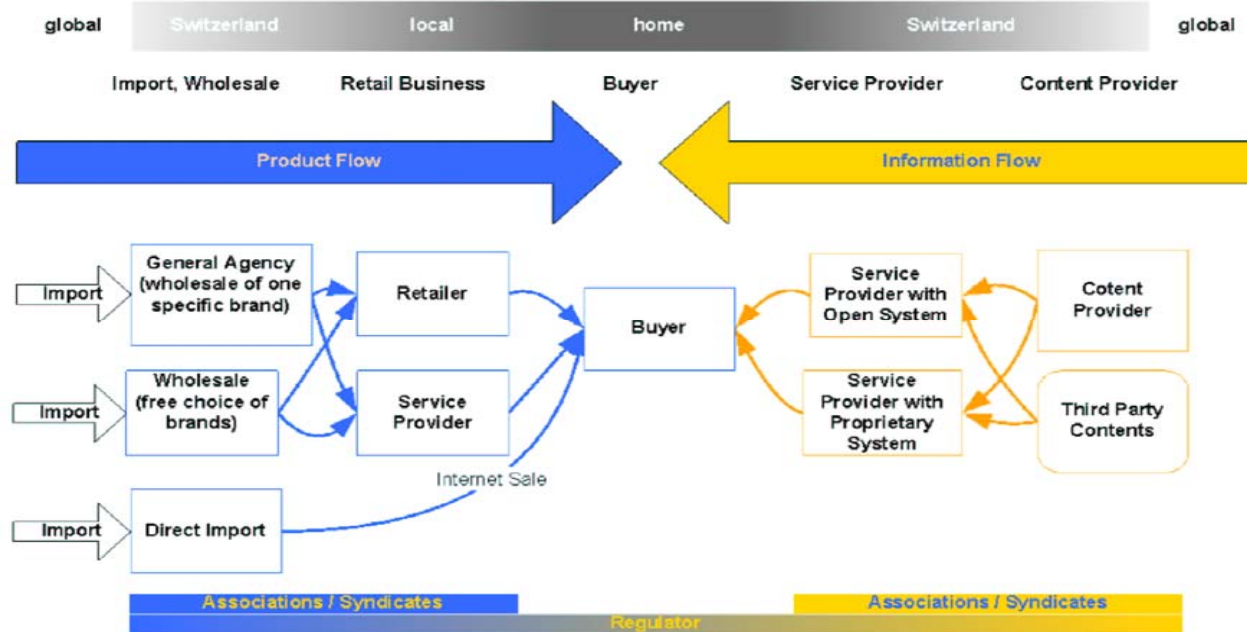 global Switzerland local home Switzerland global
Import, Wholesale Retail Business Buyer Service Provider Content Provider
Product Flow Information Flow
Import
General Agency
(wholesale of one
specific brand)
Retailer
Buyer
Service
Provider with
Open System
Cotent
Provider
Import
Wholesale
(free choice of
brands)
Service
Provider
Service
Provider with
Proprietary
System
Third Party
Contents
Internet Sale
Import
Direct Import
Associations / Syndicates Associations / Syndicates
Regulator